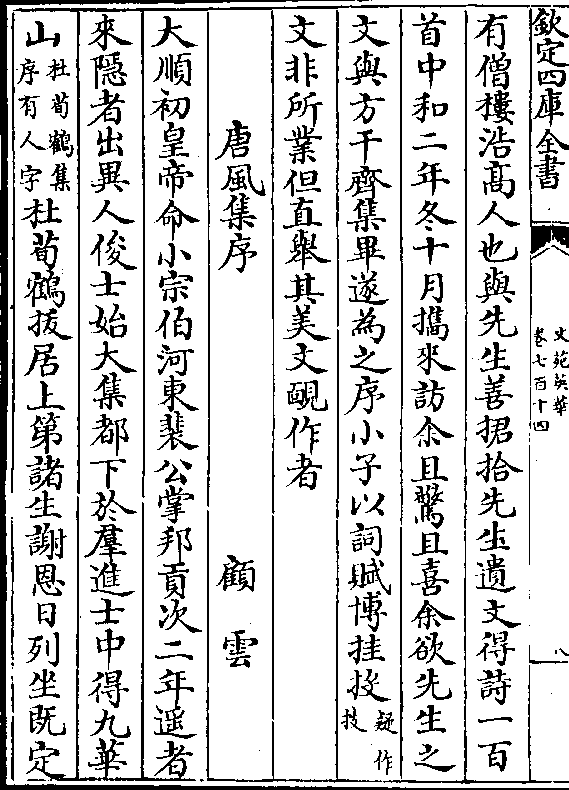 欽定四庫全書
文苑英華
卷七百十四
八
有僧樓浩髙人也與先生善捃拾先生遺文得詩一百
首中和二年冬十月攜來訪余且驚且喜余欲先生之
文與方干齊集畢遂為之序小子以詞賦博挂投疑作技
文非所業但直舉其美文覼作者
唐風集序 顧雲
大順初皇帝命小宗伯河東裴公掌邦貢次二年遥者
來隠者出異人俊士始大集都下於羣進士中得九華
山杜荀鶴集序有人字杜荀鶴拔居上第諸生謝恩日列坐既定